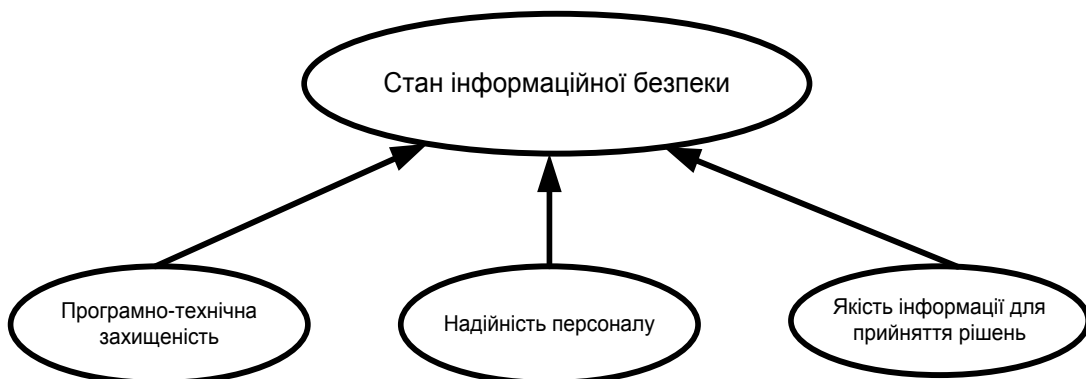 Стан інформаційної безпеки
Програмно-технічна
захищеність
Надійність персоналу
Якість інформації для
прийняття рішень